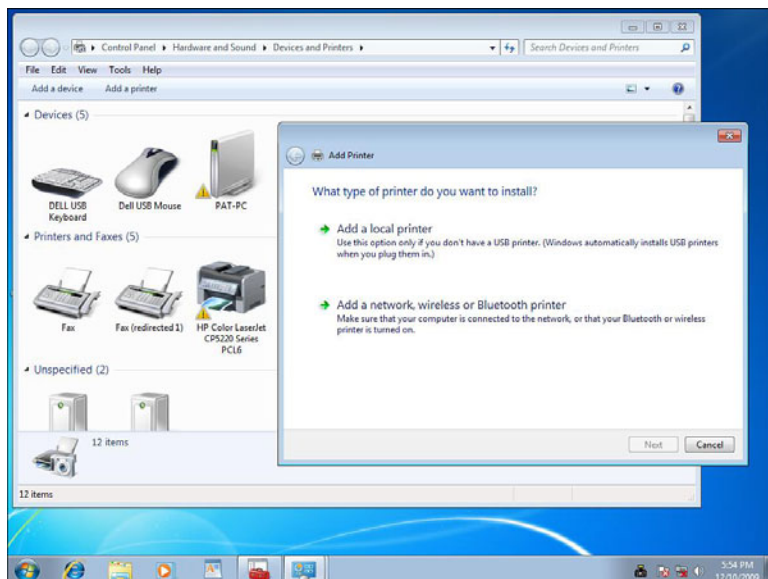 Control Panel ▸ Hardware and Sound ▸ Devices and Printers ▸
Search Devices and Printers
File Edit View Tools Help
Add a device Add a printer
Devices (5)
DELL USB
Keyboard
Dell USB Mouse
PAT-PC
Printers and Faxes (5)
Fax
Fax (redirected 1)
HP Color LaserJet
CP5220 Series
PCL6
Unspecified (2)
12 items
12 items
Add Printer
What type of printer do you want to install?
Add a local printer
Use this option only if you don't have a USB printer. (Windows automatically installs USB printers
when you plug them in.)
Add a network, wireless or Bluetooth printer
Make sure that your computer is connected to the network, or that your Bluetooth or wireless
printer is turned on.
Next Cancel
5:54 PM
12/10/2009